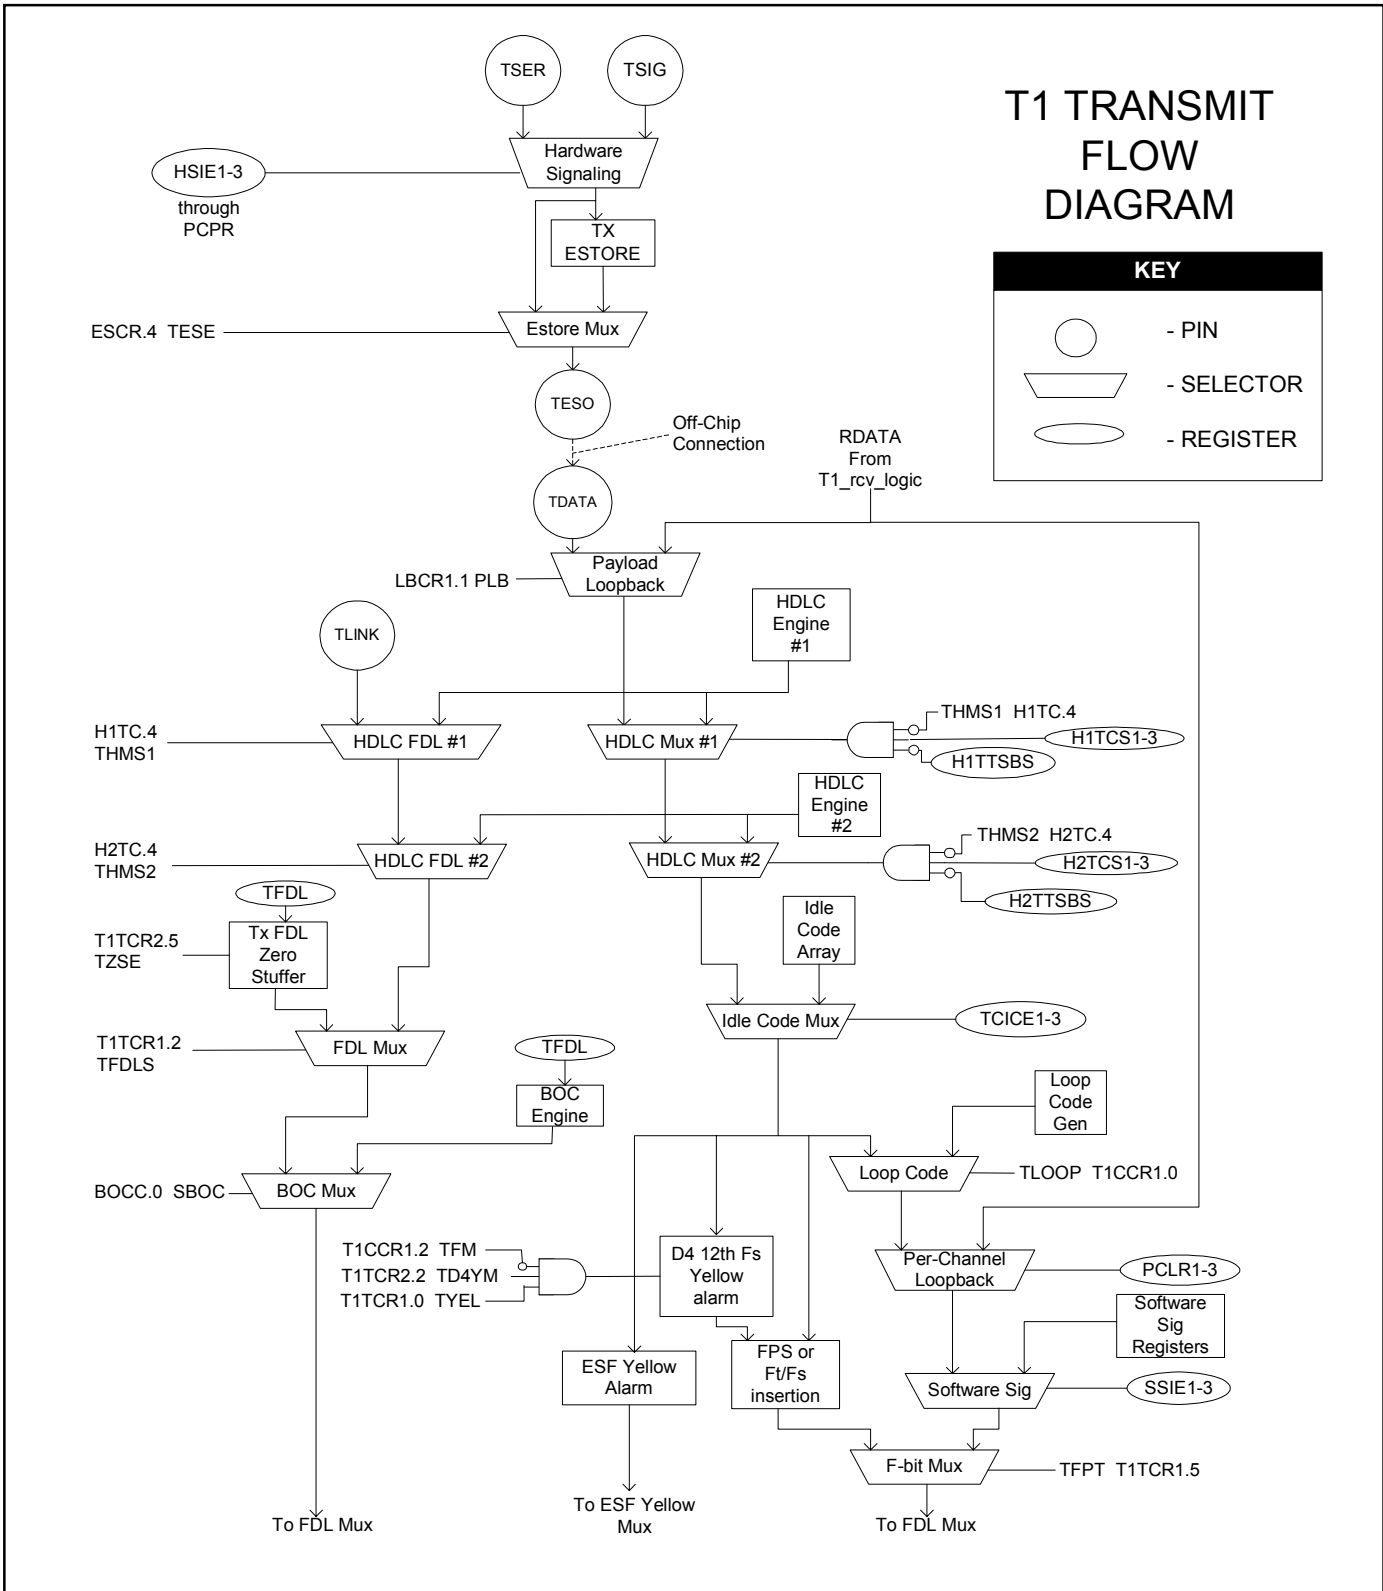 T1 TRANSMIT
FLOW
DIAGRAM
TSER
TSIG
Hardware
Signaling
HSIE1-3
through
PCPR
TX
ESTORE
KEY
- PIN
- SELECTOR
- REGISTER
ESCR.4 TESE
Estore Mux
TESO
Off-Chip
Connection
RDATA
From
T1_rcv_logic
TDATA
LBCR1.1 PLB
Payload
Loopback
HDLC
Engine
#1
TLINK
H1TC.4
THMS1
HDLC FDL #1
HDLC Mux #1
THMS1 H1TC.4
H1TCS1-3
H1TTSBS
HDLC
Engine
#2
H2TC.4
THMS2
HDLC FDL #2
HDLC Mux #2
THMS2 H2TC.4
H2TCS1-3
H2TTSBS
TFDL
T1TCR2.5
TZSE
Tx FDL
Zero
Stuffer
Idle
Code
Array
Idle Code Mux
TCICE1-3
T1TCR1.2
TFDLS
FDL Mux
TFDL
BOC
Engine
Loop
Code
Gen
BOCC.0 SBOC
BOC Mux
Loop Code
TLOOP T1CCR1.0
T1CCR1.2 TFM
T1TCR2.2 TD4YM
T1TCR1.0 TYEL
D4 12th Fs
Yellow
alarm
Per-Channel
Loopback
PCLR1-3
Software
Sig
Registers
ESF Yellow
Alarm
FPS or
Ft/Fs
insertion
Software Sig
SSIE1-3
F-bit Mux
TFPT T1TCR1.5
To FDL Mux
To ESF Yellow
Mux
To FDL Mux